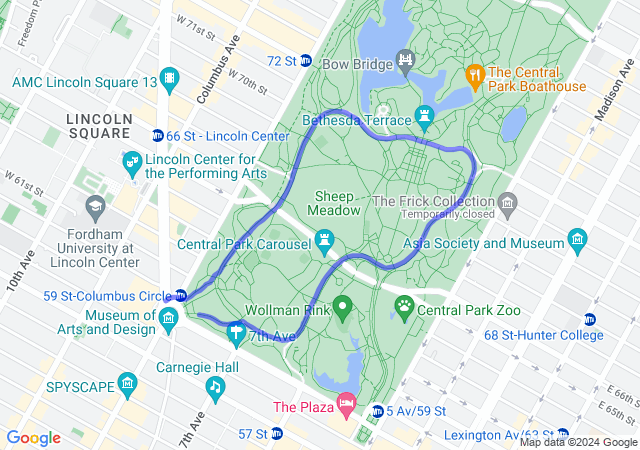 Freedom Pl
W 71st St
Columbus Ave
72 St
W 70th St
Bow Bridge
The Central
Park Boathouse
Madison Ave
AMC Lincoln Square 13
LINCOLN
SQUARE
66 St - Lincoln Center
Bethesda Terrace
Lincoln Center for
the Performing Arts
W 61st St
Sheep
Meadow
The Frick Collection
Temporarily closed
Fordham
University at
Lincoln Center
Central Park Carousel
Asia Society and Museum
10th Ave
59 St-Columbus Circle
Museum of
Arts and Design
Wollman Rink
Central Park Zoo
7th Ave
68 St-Hunter College
Carnegie Hall
SPYSCAPE
E 66th St
E 65th St
The Plaza
5 Av/59 St
7th Ave
57 St
Lexington Av/63 St
Google
Map data ©2024 Google